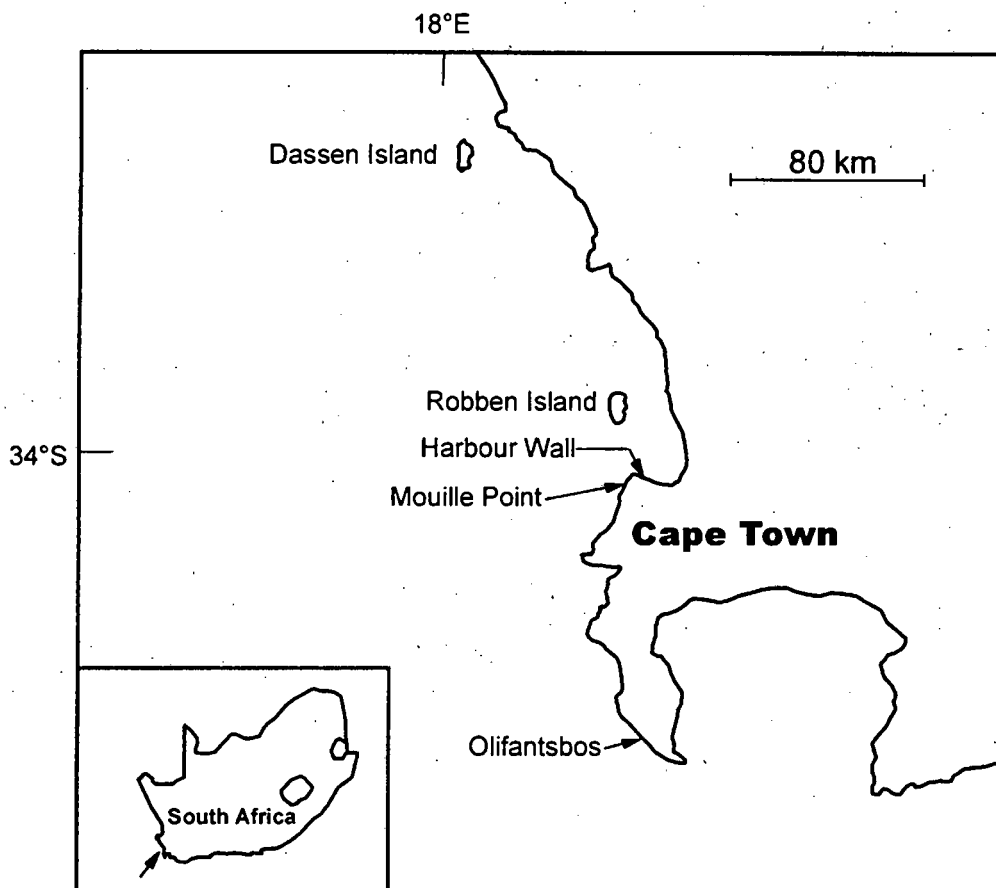 18°E
Dassen Island
80 km
Robben Island
34°S
Harbour Wall
Mouille Point
Cape Town
Olifantsbos
South Africa